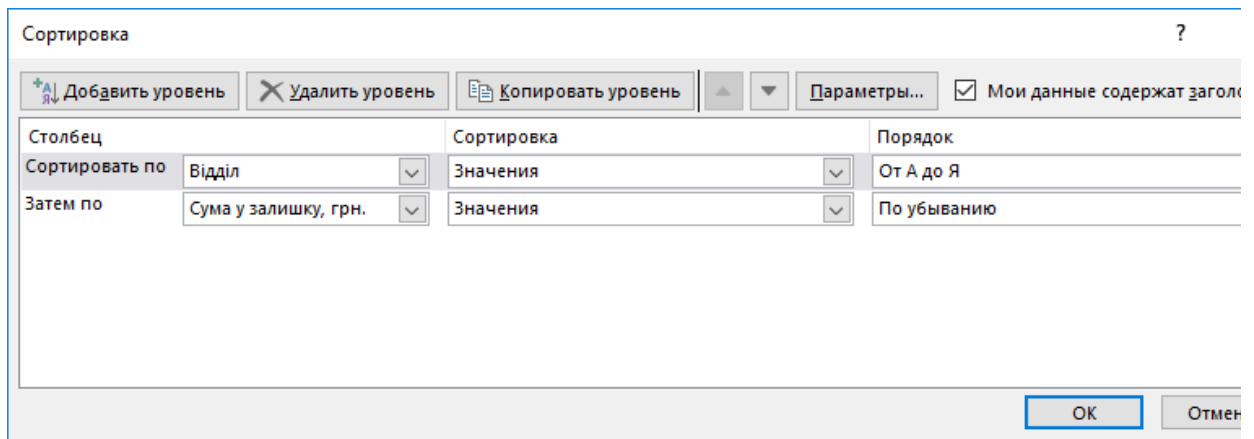 Сортировка ?
Добавить уровень Удалить уровень Копировать уровень Параметры... Мои данные содержат заголо
Столбец Сортировка Порядок
Сортировать по Відділ Значения От А до Я
Затем по Сума у залишку, грн. Значения По убыванию
ОК Отмен